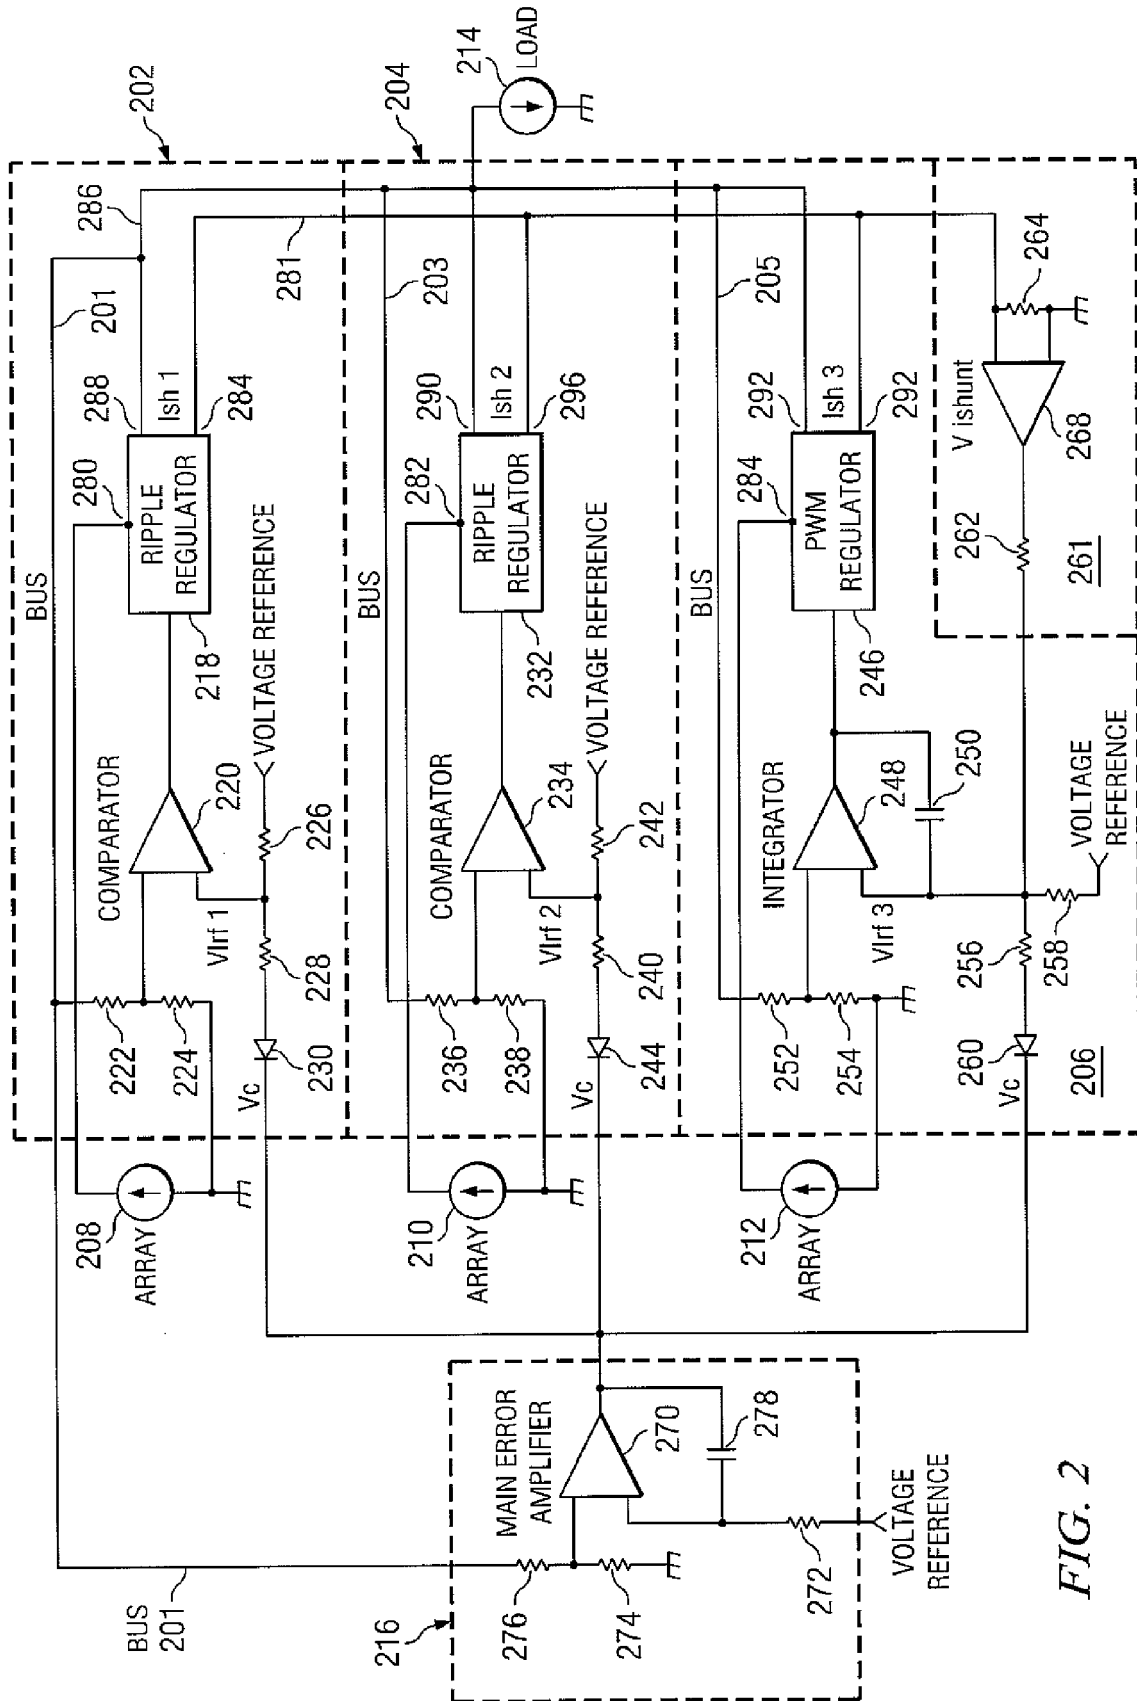 202
204
214
LOAD
286
201
BUS
288
Ish 1
284
281
280
RIPPLE
REGULATOR
218
COMPARATOR
220
VOLTAGE REFERENCE
226
VIrf 1
228
222
224
230
Vc
208
ARRAY
203
BUS
290
Ish 2
296
282
RIPPLE
REGULATOR
232
COMPARATOR
234
VOLTAGE REFERENCE
242
VIrf 2
240
236
238
244
Vc
210
ARRAY
205
BUS
292
Ish 3
292
284
PWM
REGULATOR
246
INTEGRATOR
248
250
VIrf 3
252
254
256
258
VOLTAGE
REFERENCE
260
Vc
206
212
ARRAY
264
V ishunt
268
262
261
MAIN ERROR
AMPLIFIER
270
278
276
274
272
VOLTAGE
REFERENCE
216
BUS
201
FIG. 2